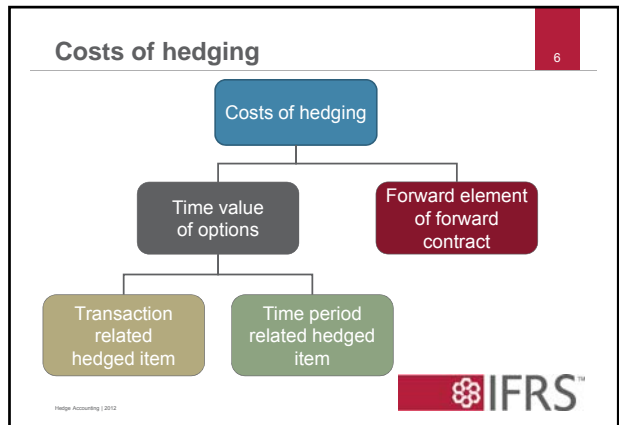 Costs of hedging
6
Costs of hedging
Time value
of options
Forward element
of forward
contract
Transaction
related
hedged item
Time period
related hedged
item
Hedge Accounting | 2012
IFRS™